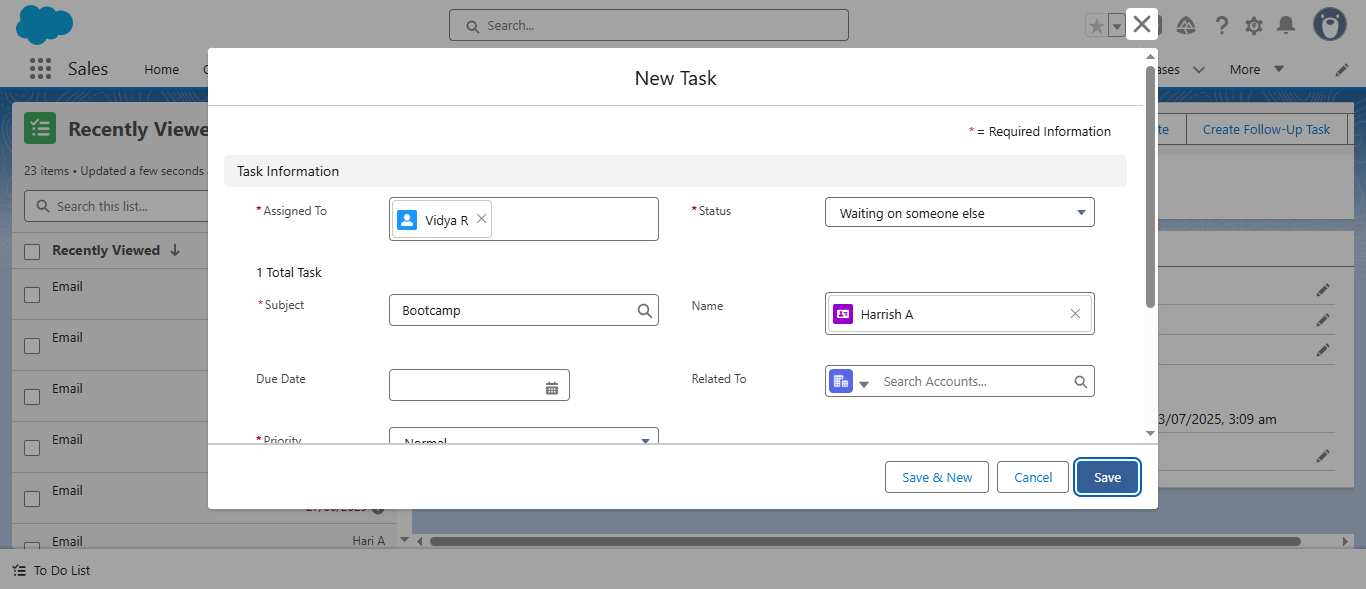 Search...
Sales
Home
More
New Task
* = Required Information
Recently Viewe
23 items • Updated a few seconds
Search this list...
Recently Viewed
Create Follow-Up Task
Task Information
*Assigned To
Vidya R
*Status
Waiting on someone else
1 Total Task
*Subject
Bootcamp
Name
Harrish A
Due Date
Related To
Search Accounts...
*Priority
Normal
Email
Email
Email
Email
Email
Email
Hari A
3/07/2025, 3:09 am
Save & New
Cancel
Save
To Do List